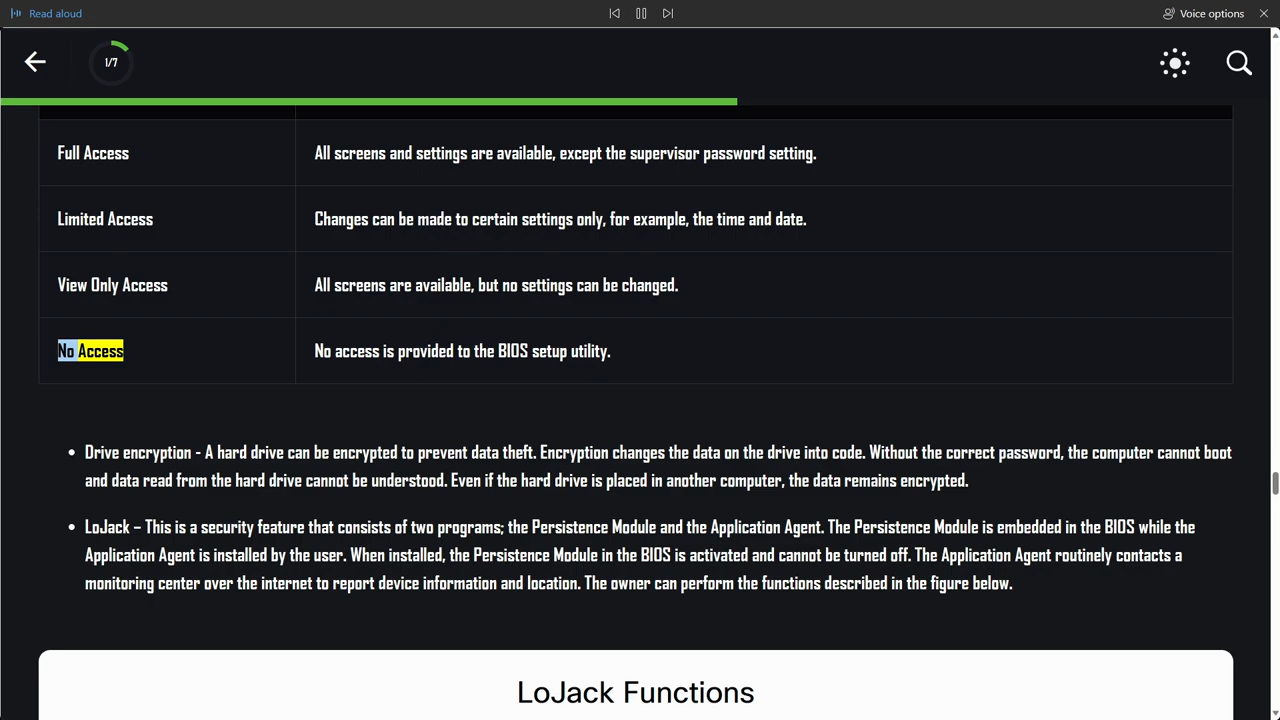 Read aloud
Voice options
1/7
Full Access
All screens and settings are available, except the supervisor password setting.
Limited Access
Changes can be made to certain settings only, for example, the time and date.
View Only Access
All screens are available, but no settings can be changed.
No Access
No access is provided to the BIOS setup utility.
• Drive encryption - A hard drive can be encrypted to prevent data theft. Encryption changes the data on the drive into code. Without the correct password, the computer cannot boot
and data read from the hard drive cannot be understood. Even if the hard drive is placed in another computer, the data remains encrypted.
• LoJack – This is a security feature that consists of two programs; the Persistence Module and the Application Agent. The Persistence Module is embedded in the BIOS while the
Application Agent is installed by the user. When installed, the Persistence Module in the BIOS is activated and cannot be turned off. The Application Agent routinely contacts a
monitoring center over the internet to report device information and location. The owner can perform the functions described in the figure below.
LoJack Functions